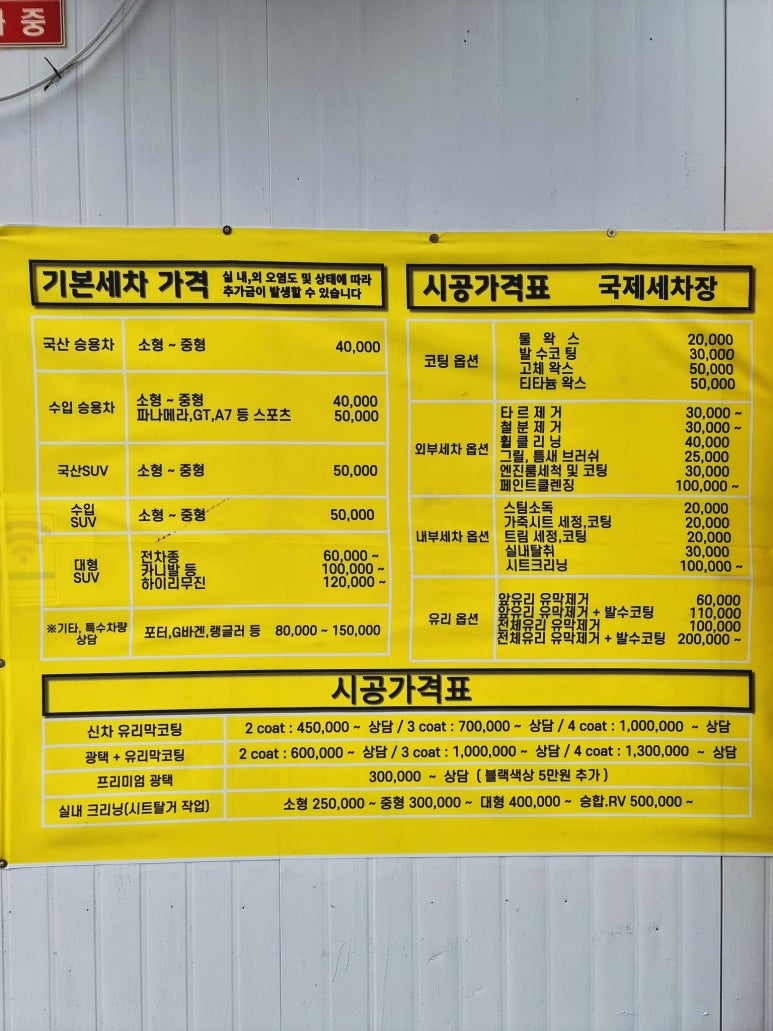 중
기본세차 가격 실 내,외 오염도 및 상태에 따라
추가금이 발생할 수 있습니다
국산 승용차 소형 ~ 중형 40,000
수입 승용차 소형 ~ 중형 40,000
파나메라,GT,A7 등 스포츠 50,000
국산SUV 소형 ~ 중형 50,000
수입
SUV 소형 ~ 중형 50,000
대형
SUV 전차종 60,000 ~
카니발 등 100,000 ~
하이리무진 120,000 ~
※기타, 특수차량
상담 포터,G바겐,랭글러 등 80,000 ~ 150,000
시공가격표 국제세차장
코팅 옵션 물 왁 스 20,000
발 수코 팅 30,000
고체 왁스 50,000
티타늄 왁스 50,000
외부세차 옵션 타 르 제 거 30,000 ~
철 분 제 거 30,000 ~
휠 클 리 닝 40,000
그릴, 틈새 브러쉬 25,000
엔진룸세척 및 코팅 30,000
페인트클렌징 100,000 ~
내부세차 옵션 스팀소독 20,000
가죽시트 세정,코팅 20,000
트림 세정,코팅 20,000
실내탈취 30,000
시트크리닝 100,000 ~
유리 옵션 앞유리 유막제거 60,000
앞유리 유막제거 + 발수코팅 110,000
전체유리 유막제거 100,000
전체유리 유막제거 + 발수코팅 200,000 ~
시공가격표
신차 유리막코팅 2 coat : 450,000 ~ 상담 / 3 coat : 700,000 ~ 상담 / 4 coat : 1,000,000 ~ 상담
광택 + 유리막코팅 2 coat : 600,000 ~ 상담 / 3 coat : 1,000,000 ~ 상담 / 4 coat : 1,300,000 ~ 상담
프리미엄 광택 300,000 ~ 상담 ( 블랙색상 5만원 추가 )
실내 크리닝(시트탈거 작업) 소형 250,000 ~ 중형 300,000 ~ 대형 400,000 ~ 승합.RV 500,000 ~